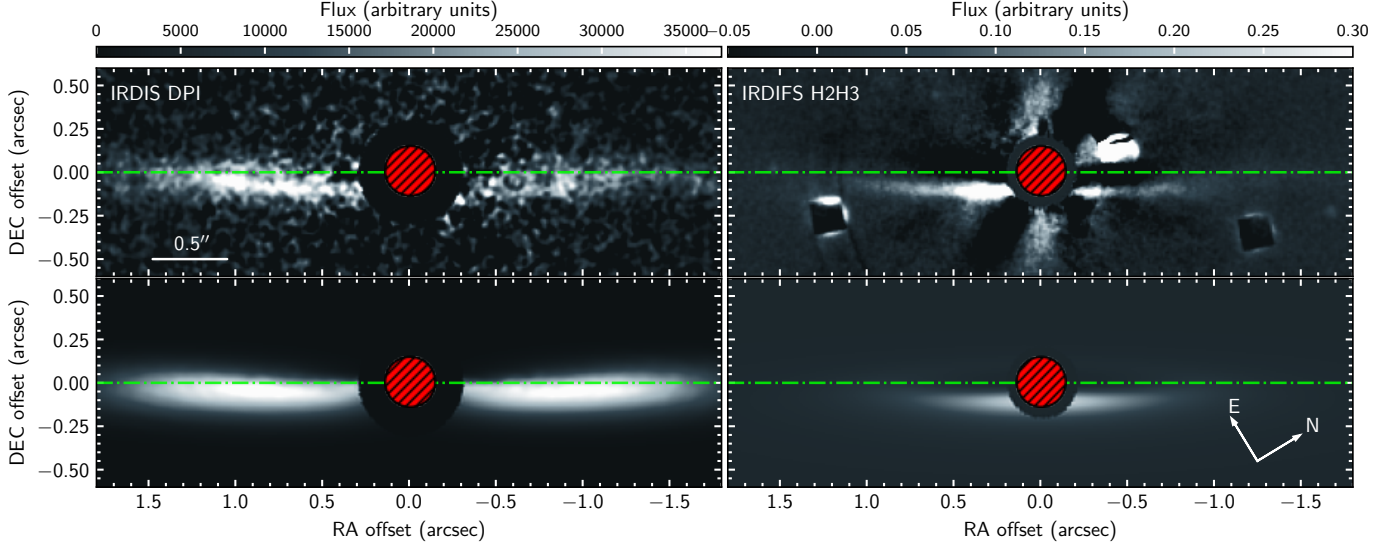 Flux (arbitrary units) Flux (arbitrary units)
0 5000 10000 15000 20000 25000 30000 35000 −0.05 0.00 0.05 0.10 0.15 0.20 0.25 0.30
IRDIS DPI IRDIFS H2H3
DEC offset (arcsec)
0.50
0.25
0.00
−0.25
−0.50
0.5″
DEC offset (arcsec)
0.50
0.25
0.00
−0.25
−0.50
E
N
1.5 1.0 0.5 0.0 −0.5 −1.0 −1.5 1.5 1.0 0.5 0.0 −0.5 −1.0 −1.5
RA offset (arcsec) RA offset (arcsec)